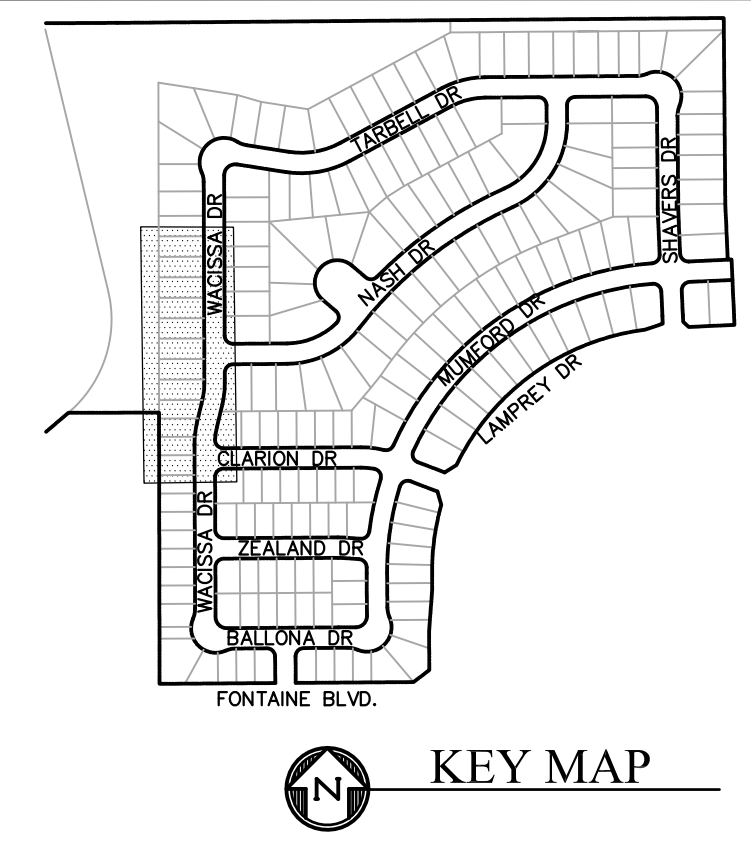 TARBELL DR
SHAVERS DR
WACISSA DR
NASH DR
MUMFORD DR
LAMPREY DR
CLARION DR
WACISSA DR
ZEALAND DR
BALLONA DR
FONTAINE BLVD.
KEY MAP
N